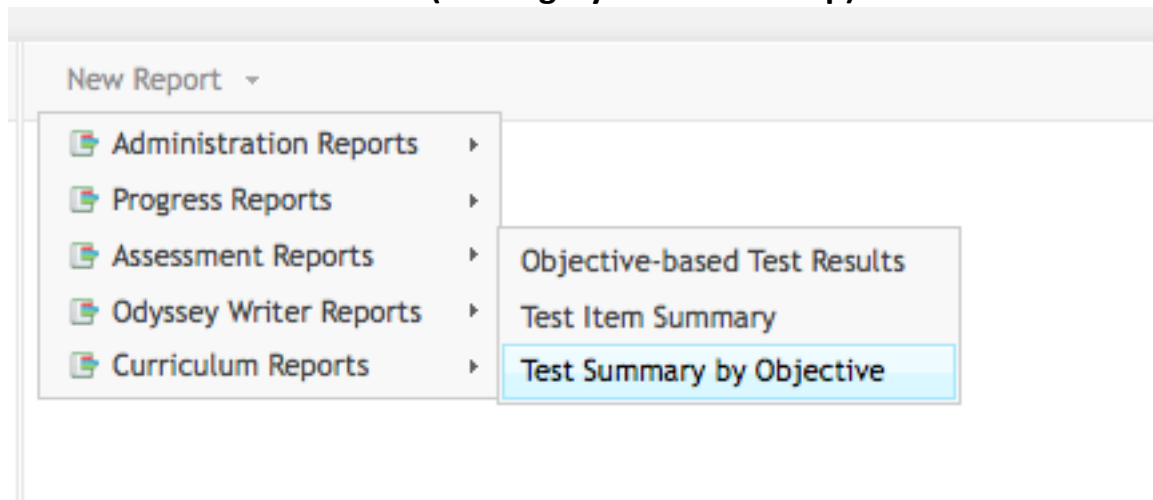 New Report
Administration Reports
Progress Reports
Assessment Reports
Odyssey Writer Reports
Curriculum Reports
Objective-based Test Results
Test Item Summary
Test Summary by Objective